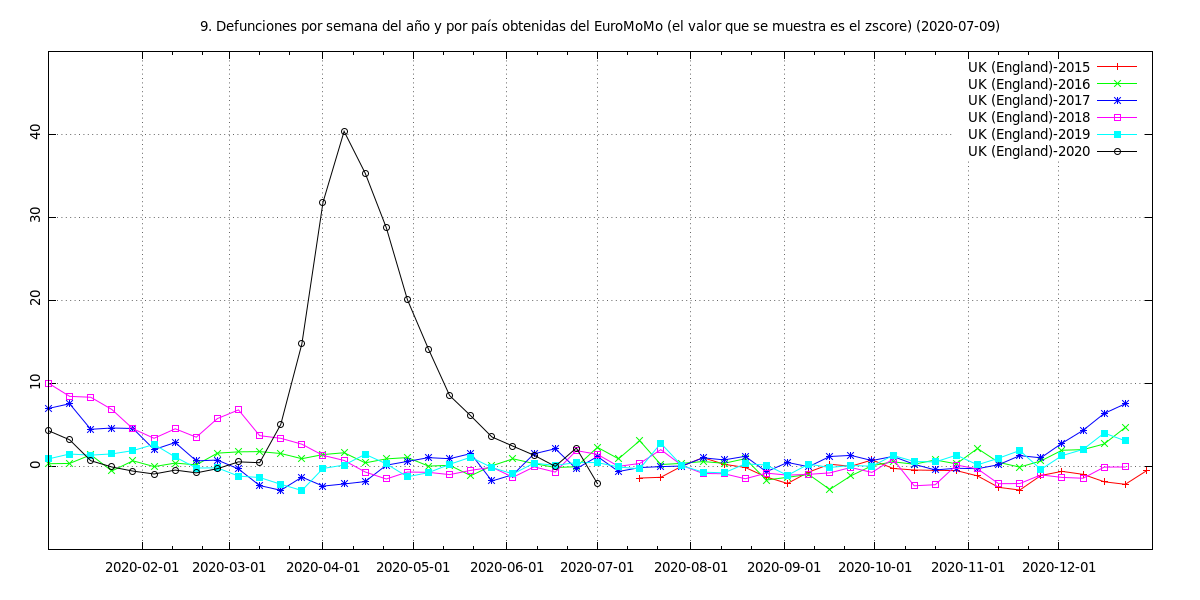 9. Defunciones por semana del año y por país obtenidas del EuroMoMo (el valor que se muestra es el zscore) (2020-07-09)
UK (England)-2015
UK (England)-2016
UK (England)-2017
UK (England)-2018
UK (England)-2019
UK (England)-2020
40
30
20
10
0
2020-02-01 2020-03-01 2020-04-01 2020-05-01 2020-06-01 2020-07-01 2020-08-01 2020-09-01 2020-10-01 2020-11-01 2020-12-01